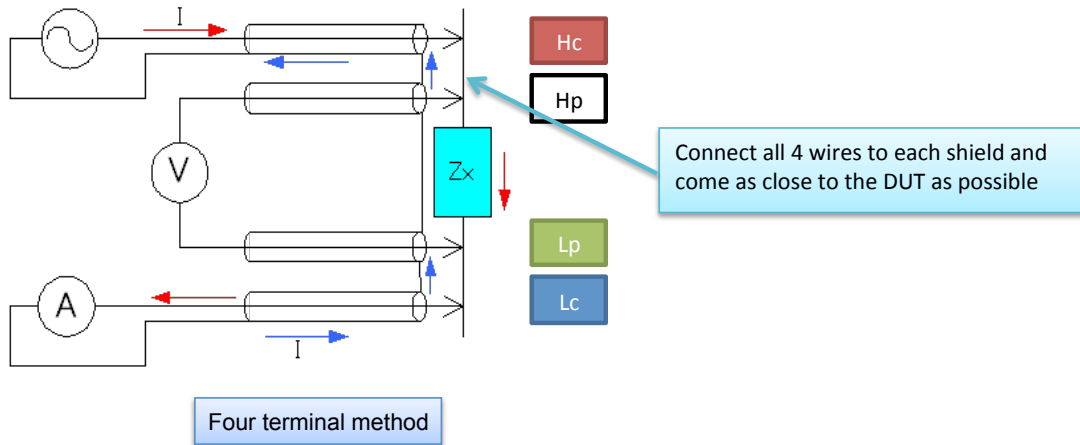 I
Hc
Hp
V
Zx
Connect all 4 wires to each shield and
come as close to the DUT as possible
Lp
A
Lc
I
Four terminal method